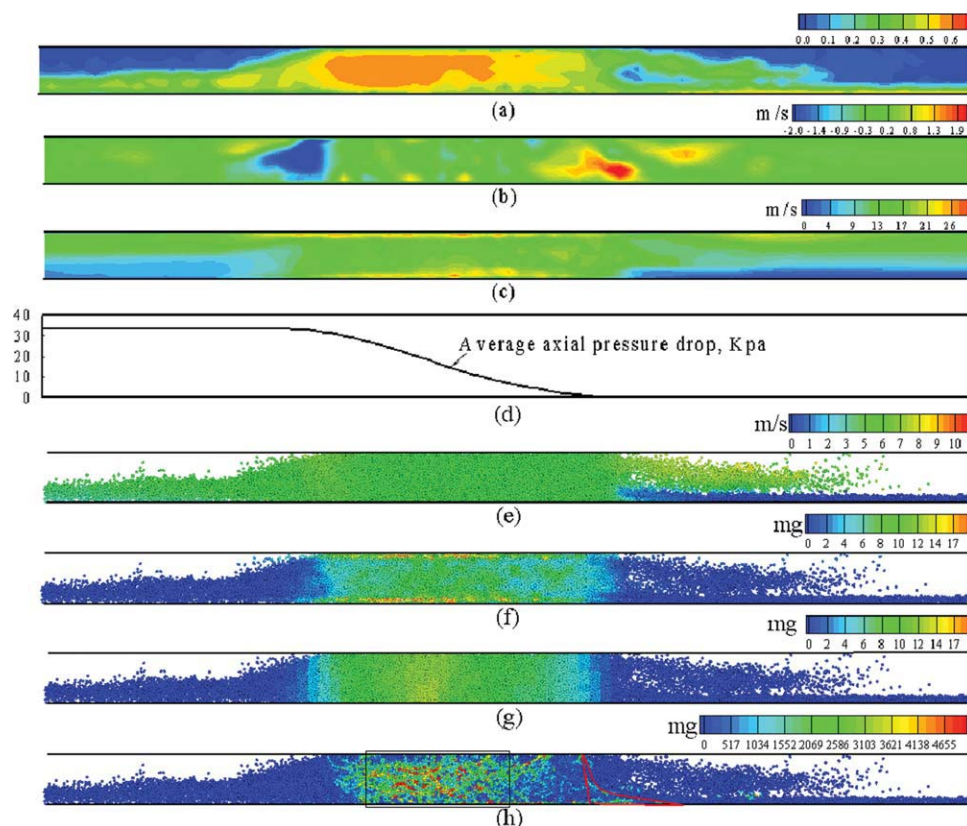 0.0 0.1 0.2 0.3 0.4 0.5 0.6
(a)
m/s
-2.0 -1.4 -0.9 -0.3 0.2 0.8 1.3 1.9
(b)
m/s
0 4 9 13 17 21 26
(c)
40
30
20
10
0
Average axial pressure drop, Kpa
(d)
m/s
0 1 2 3 4 5 6 7 8 9 10
(e)
mg
0 2 4 6 8 10 12 14 17
(f)
mg
0 2 4 6 8 10 12 14 17
(g)
mg
0 517 1034 1552 2069 2586 3103 3621 4138 4655
(h)